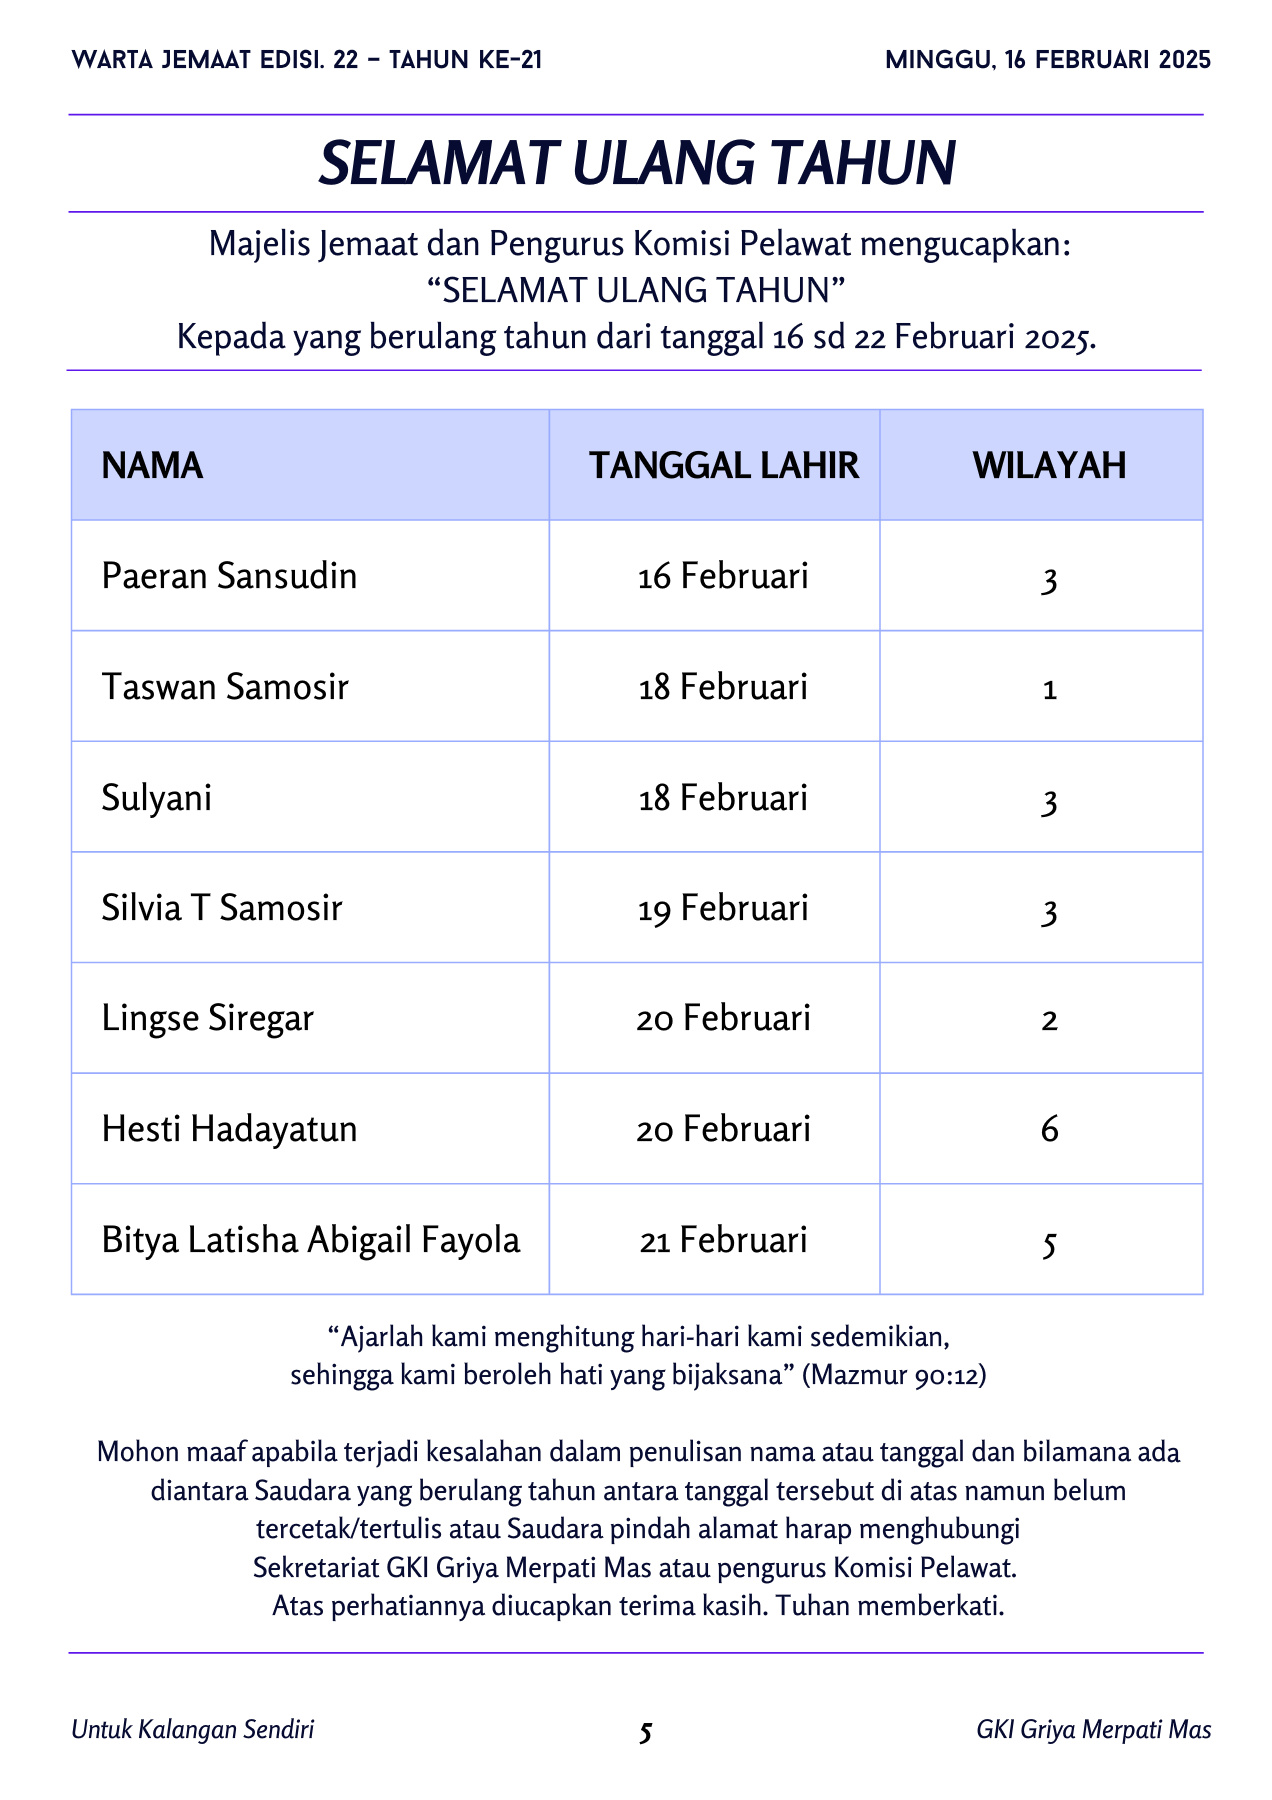 WARTA JEMAAT EDISI. 22 – TAHUN KE-21 MINGGU, 16 FEBRUARI 2025
SELAMAT ULANG TAHUN
Majelis Jemaat dan Pengurus Komisi Pelawat mengucapkan:
“SELAMAT ULANG TAHUN”
Kepada yang berulang tahun dari tanggal 16 sd 22 Februari 2025.
NAMA TANGGAL LAHIR WILAYAH
Paeran Sansudin 16 Februari 3
Taswan Samosir 18 Februari 1
Sulyani 18 Februari 3
Silvia T Samosir 19 Februari 3
Lingse Siregar 20 Februari 2
Hesti Hadayatun 20 Februari 6
Bitya Latisha Abigail Fayola 21 Februari 5
“Ajarlah kami menghitung hari-hari kami sedemikian,
sehingga kami beroleh hati yang bijaksana” (Mazmur 90:12)
Mohon maaf apabila terjadi kesalahan dalam penulisan nama atau tanggal dan bilamana ada
diantara Saudara yang berulang tahun antara tanggal tersebut di atas namun belum
tercetak/tertulis atau Saudara pindah alamat harap menghubungi
Sekretariat GKI Griya Merpati Mas atau pengurus Komisi Pelawat.
Atas perhatiannya diucapkan terima kasih. Tuhan memberkati.
Untuk Kalangan Sendiri 5 GKI Griya Merpati Mas